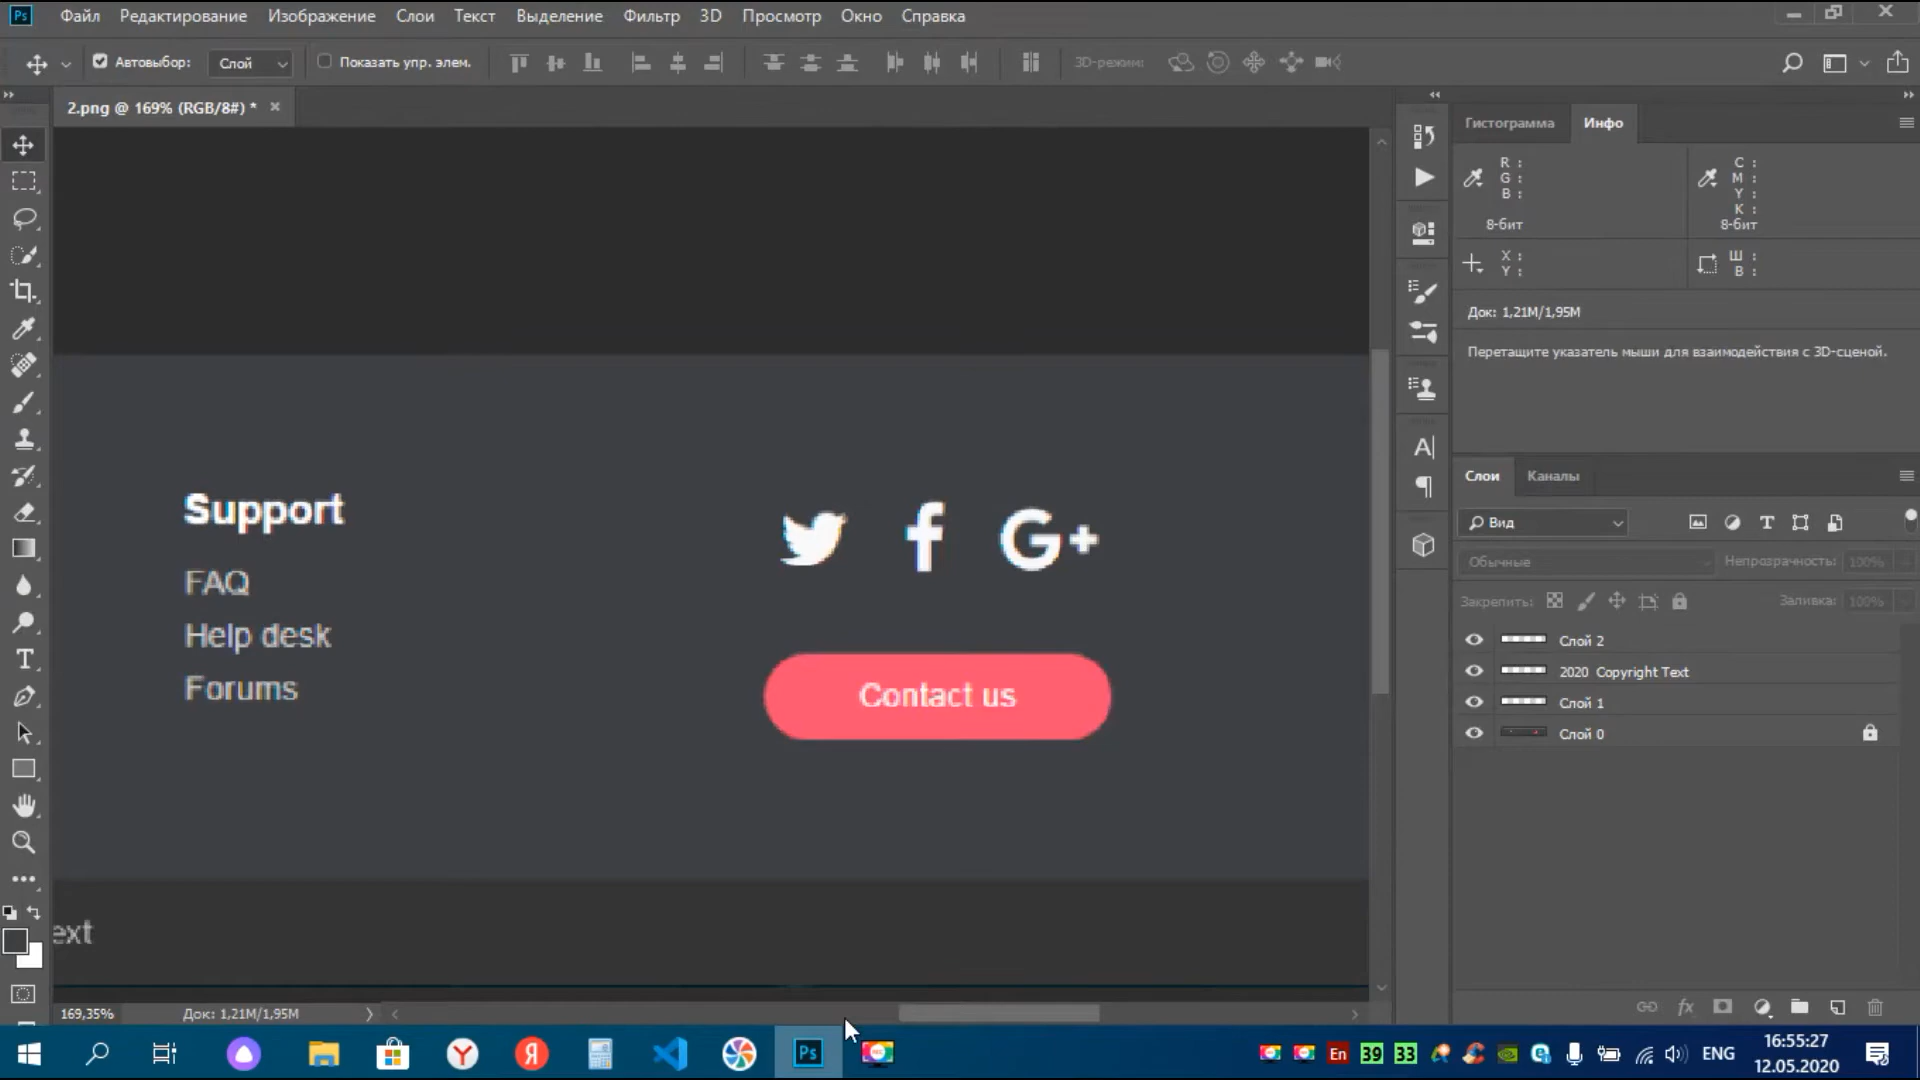 Ps Файл Редактирование Изображение Слои Текст Выделение Фильтр 3D Просмотр Окно Справка
Автовыбор: Слой Показать упр. элем. 3D-режим:
2.png @ 169% (RGB/8#) *
Гистограмма Инфо
R : C :
G : M :
B : Y :
K :
8-бит 8-бит
X : Ш :
Y : В :
Док: 1,21M/1,95M
Перетащите указатель мыши для взаимодействия с 3D-сценой.
Слои Каналы
Вид
Обычные Непрозрачность: 100%
Закрепить: Заливка: 100%
Слой 2
2020 Copyright Text
Слой 1
Слой 0
fx
Support
FAQ
Help desk
Forums
G+
Contact us
ext
169,35% Док: 1,21M/1,95M
Y Я Ps En 39 33 ENG
16:55:27
12.05.2020